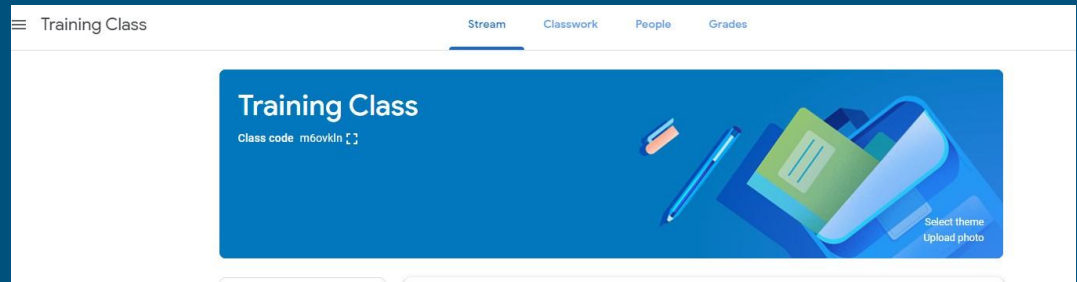 Training Class
Stream Classwork People Grades
Training Class
Class code m6ovkln
Select theme
Upload photo